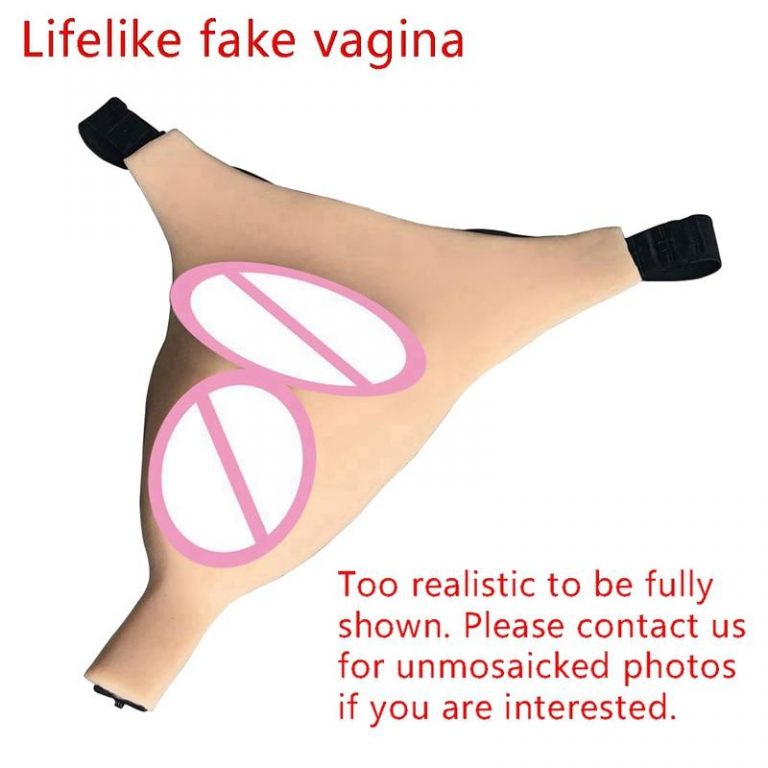 Lifelike fake vagina
Too realistic to be fully
shown. Please contact us
for unmosaicked photos
if you are interested.